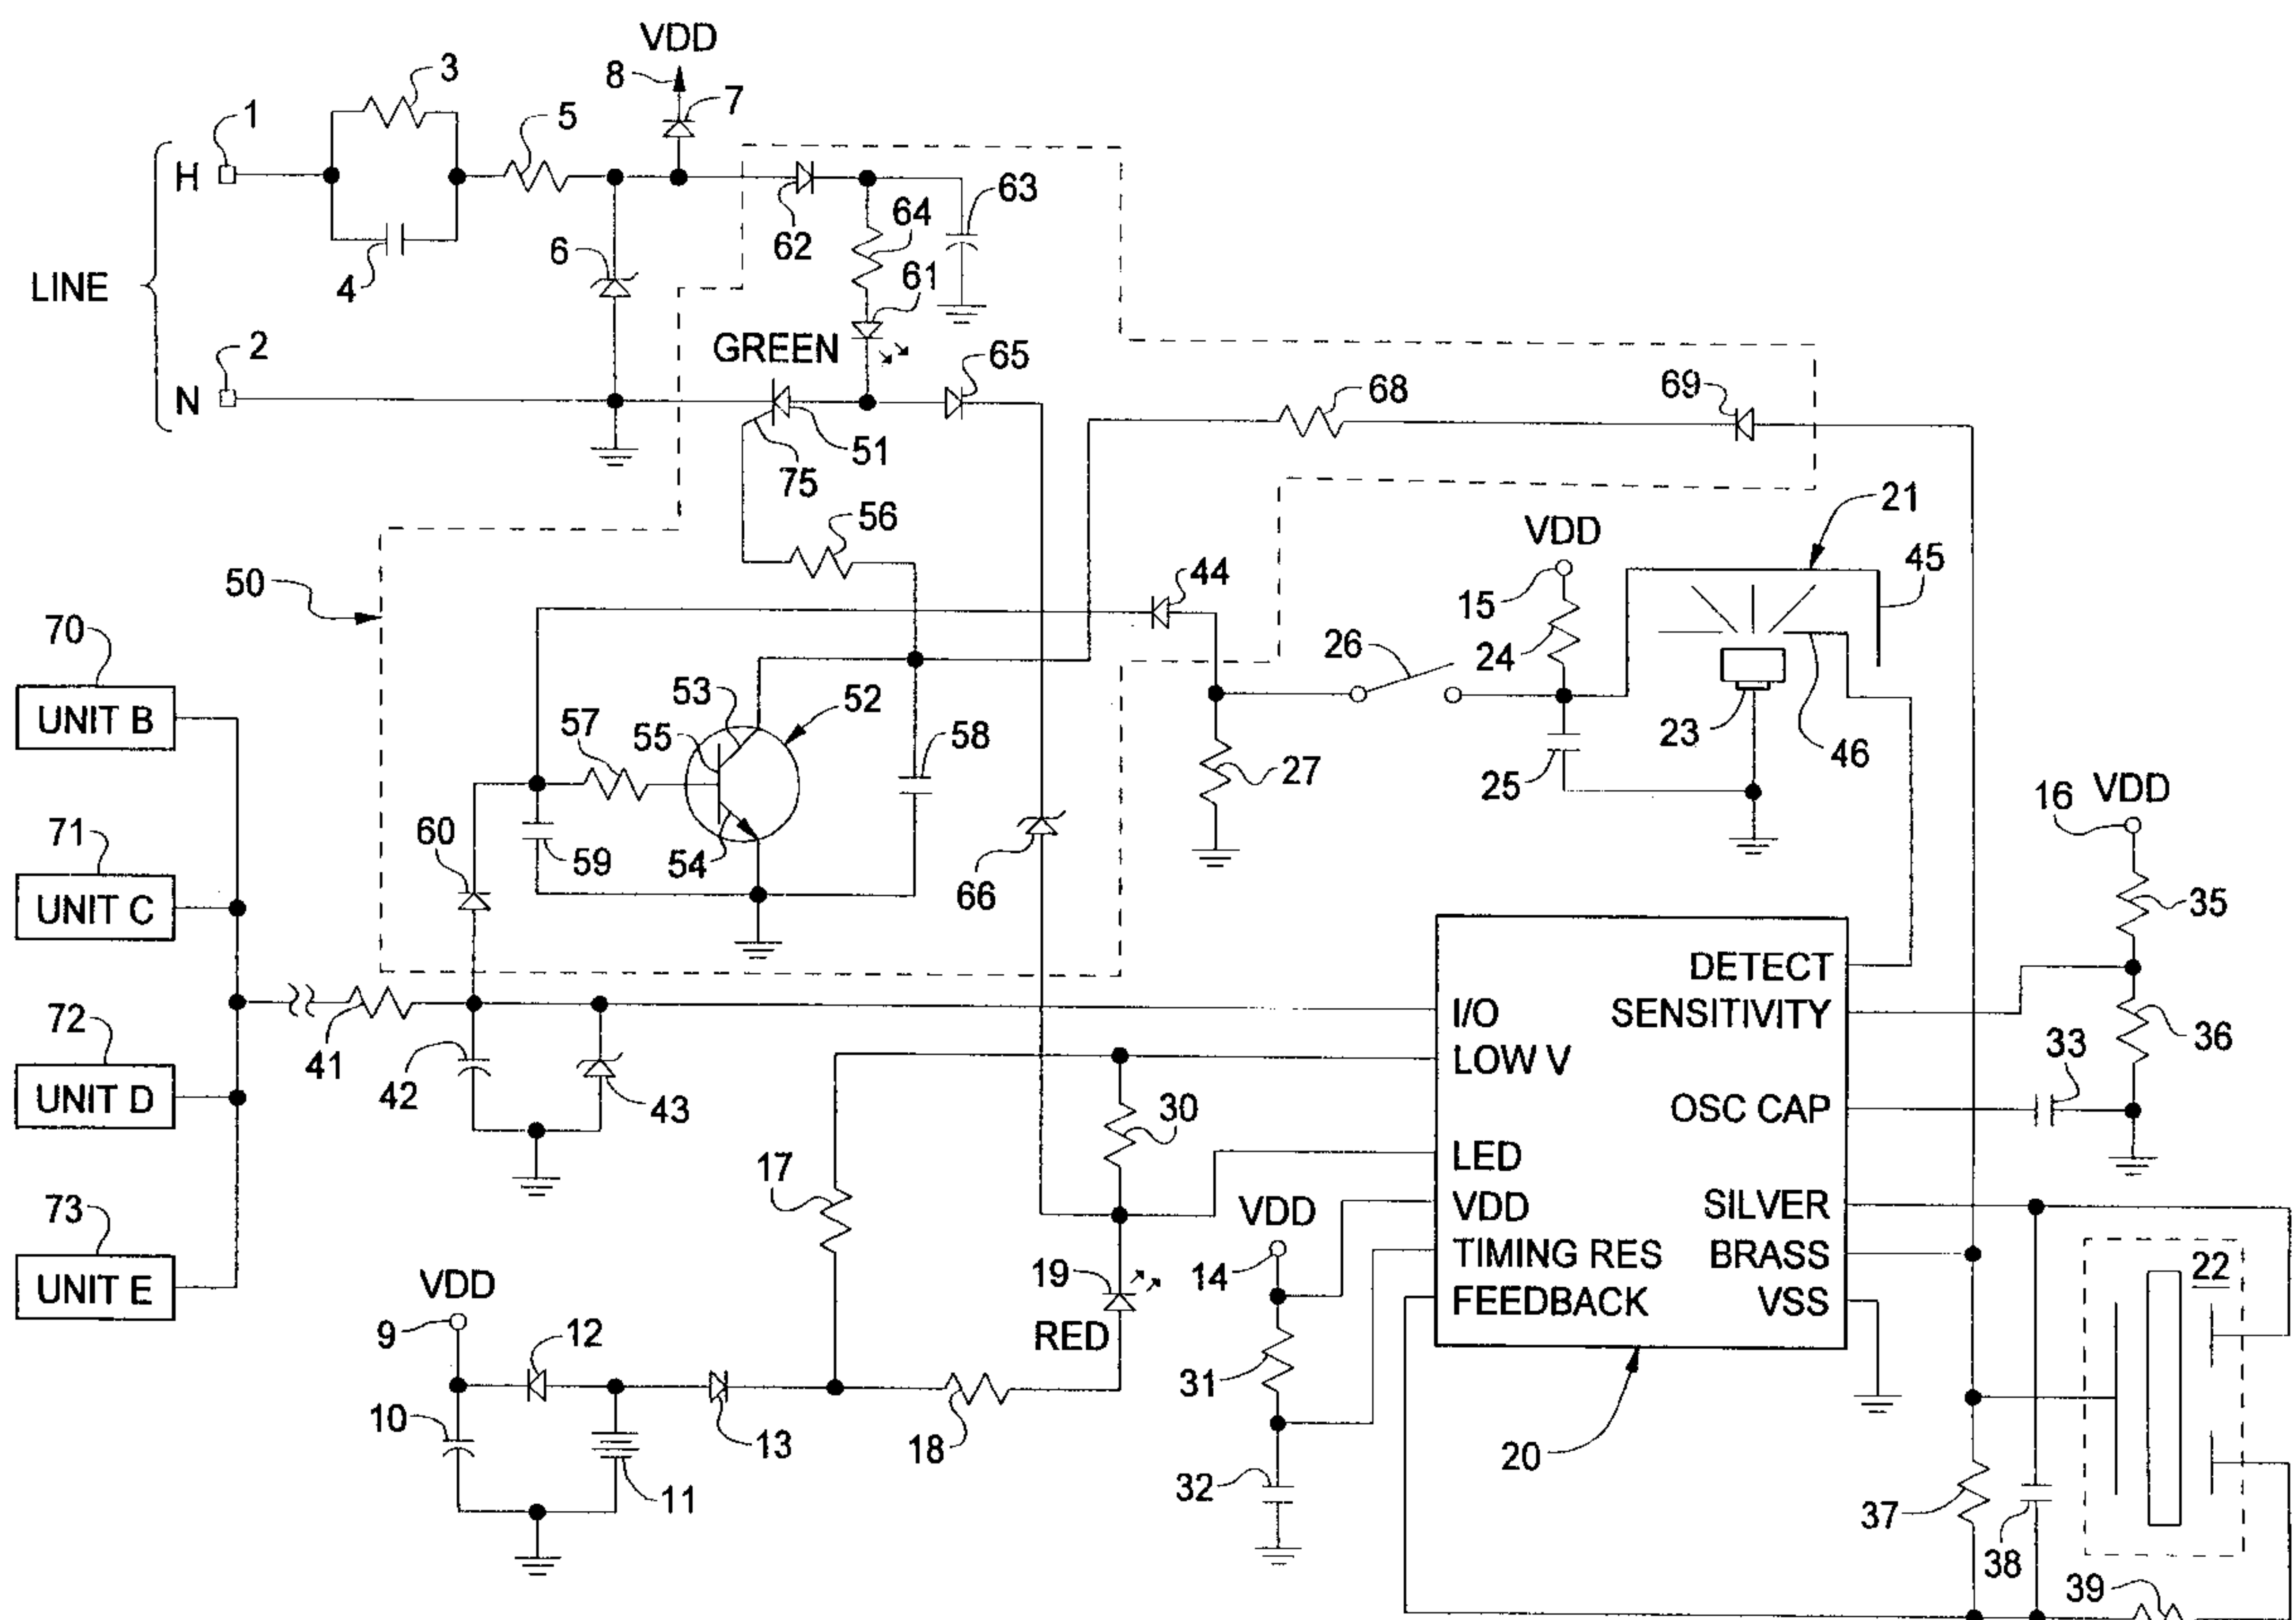 VDD
8
3
7
1
5
H
63
64
62
6
61
4
LINE
2
GREEN
65
N
68
69
51
75
56
21
VDD
45
50
44
15
70
26
24
UNIT B
53
52
57
55
58
23
46
27
25
16 VDD
71
60
59
54
66
UNIT C
35
DETECT
I/O
SENSITIVITY
72
41
LOW V
36
33
UNIT D
42
43
30
OSC CAP
LED
17
VDD
VDD
SILVER
73
TIMING RES
BRASS
19
14
22
UNIT E
VDD
FEEDBACK
VSS
9
12
RED
31
10
13
18
20
32
11
37
38
39